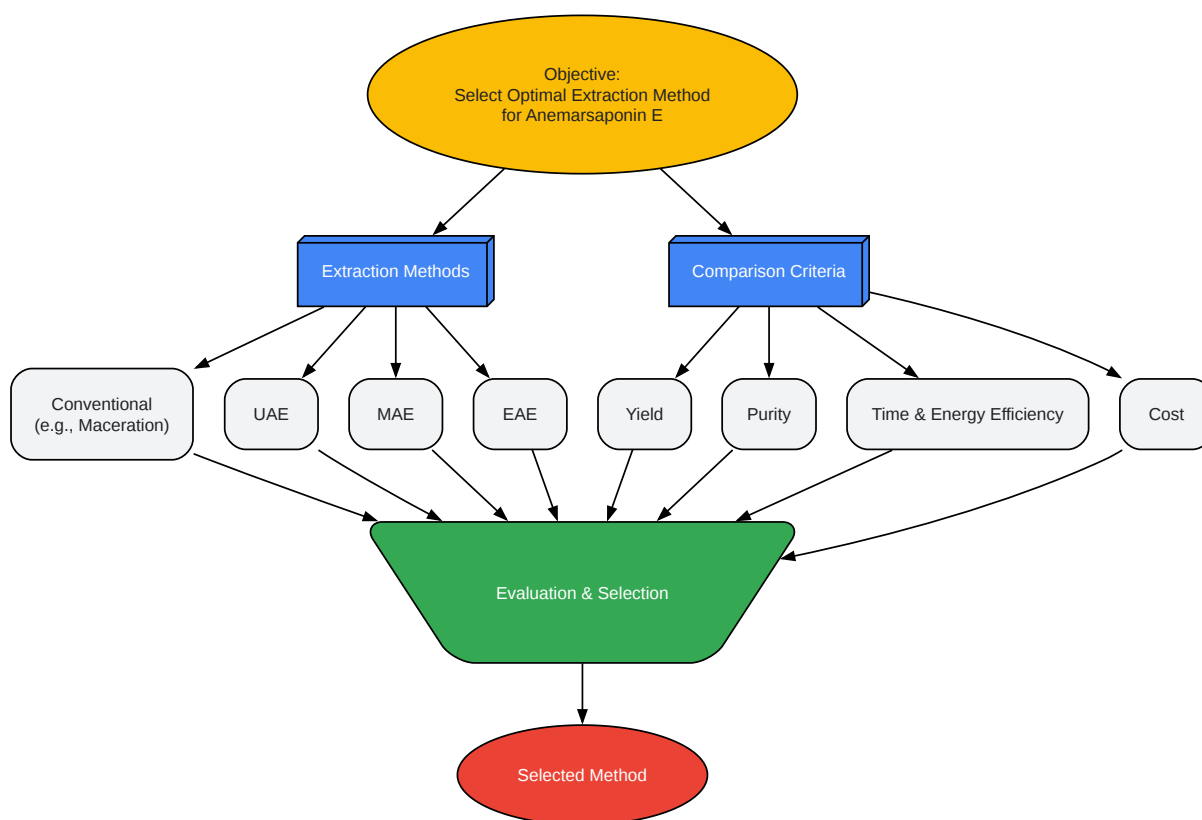 Objective:
Select Optimal Extraction Method
for Anemarsaponin E
Extraction Methods
Comparison Criteria
Conventional
(e.g., Maceration)
UAE
MAE
EAE
Yield
Purity
Time & Energy Efficiency
Cost
Evaluation & Selection
Selected Method